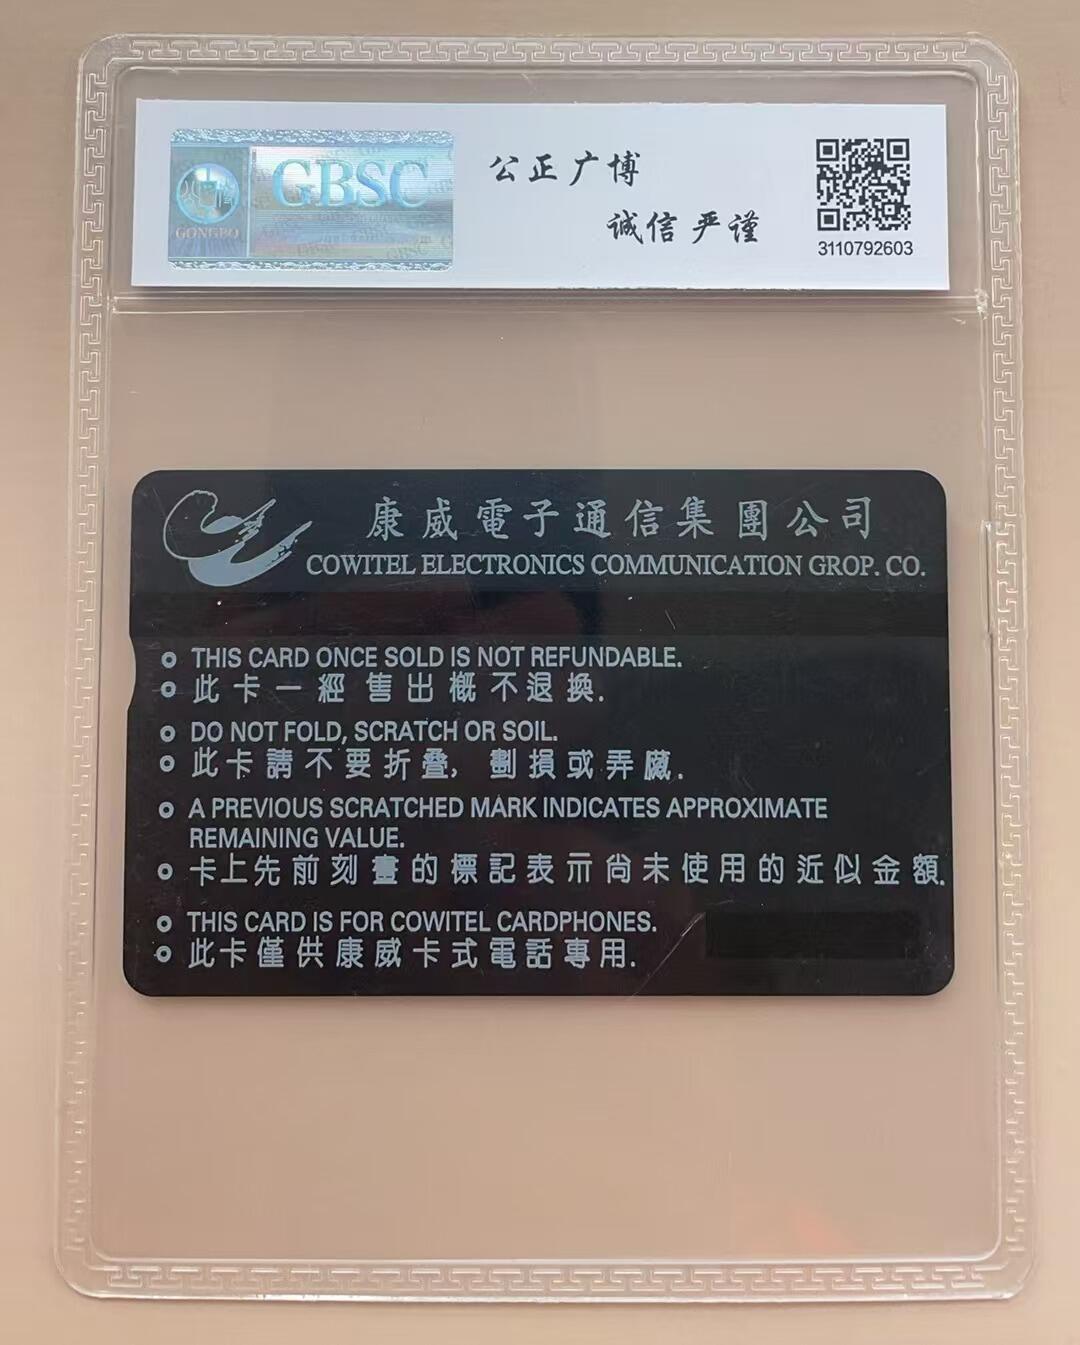 GBSC
GONGBO
公正广博
诚信严谨
3110792603
康威電子通信集團公司
COWITEL ELECTRONICS COMMUNICATION GROP. CO.
THIS CARD ONCE SOLD IS NOT REFUNDABLE.
此卡一經售出概不退換.
DO NOT FOLD, SCRATCH OR SOIL.
此卡請不要折叠, 劃損或弄臟.
A PREVIOUS SCRATCHED MARK INDICATES APPROXIMATE
REMAINING VALUE.
卡上先前刻畫的標記表示尚未使用的近似金額.
THIS CARD IS FOR COWITEL CARDPHONES.
此卡僅供康威卡式電話專用.